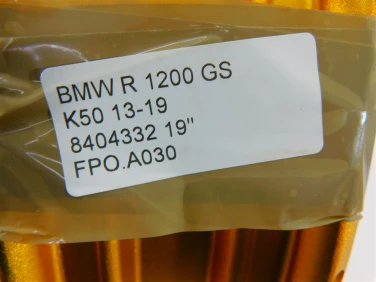 BMW R 1200 GS
K50 13-19
8404332 19"
FPO.A030